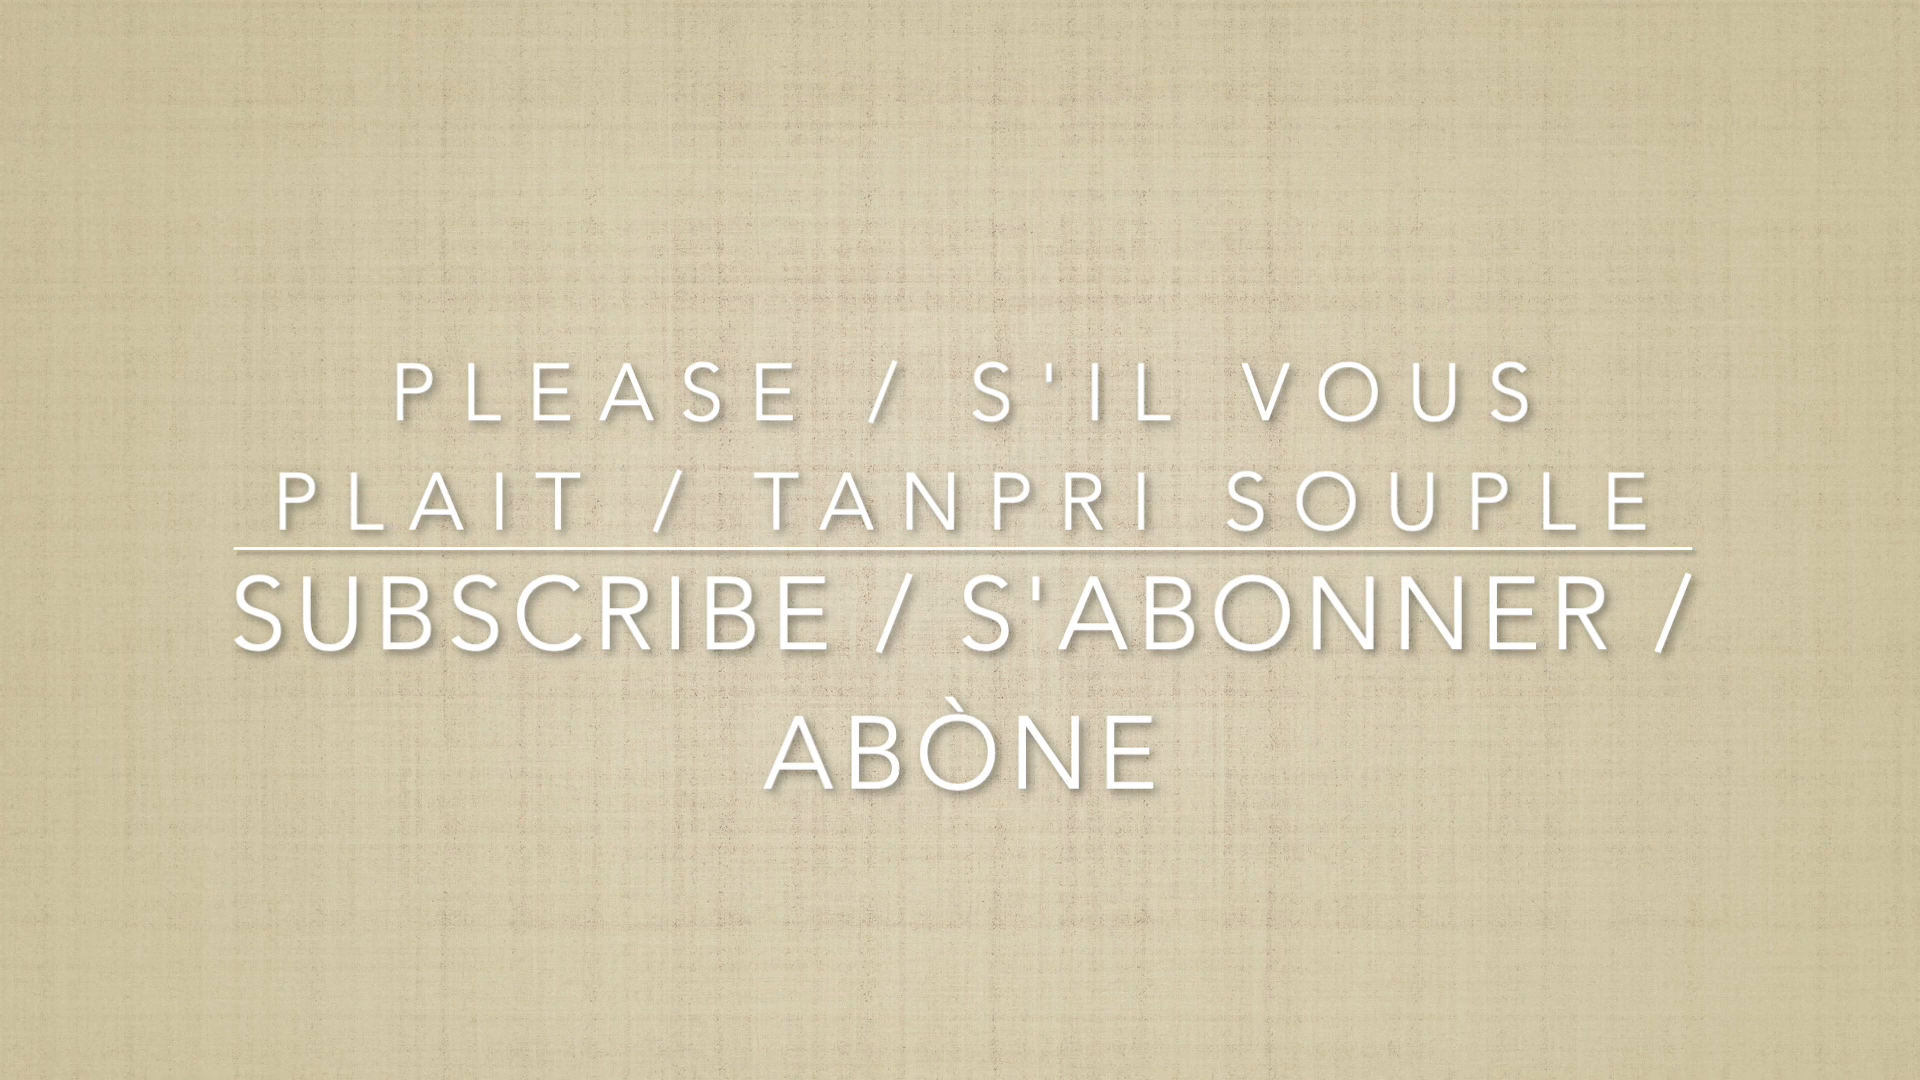 PLEASE / S'IL VOUS
PLAIT / TANPRI SOUPLE
SUBSCRIBE / S'ABONNER /
ABÒNE